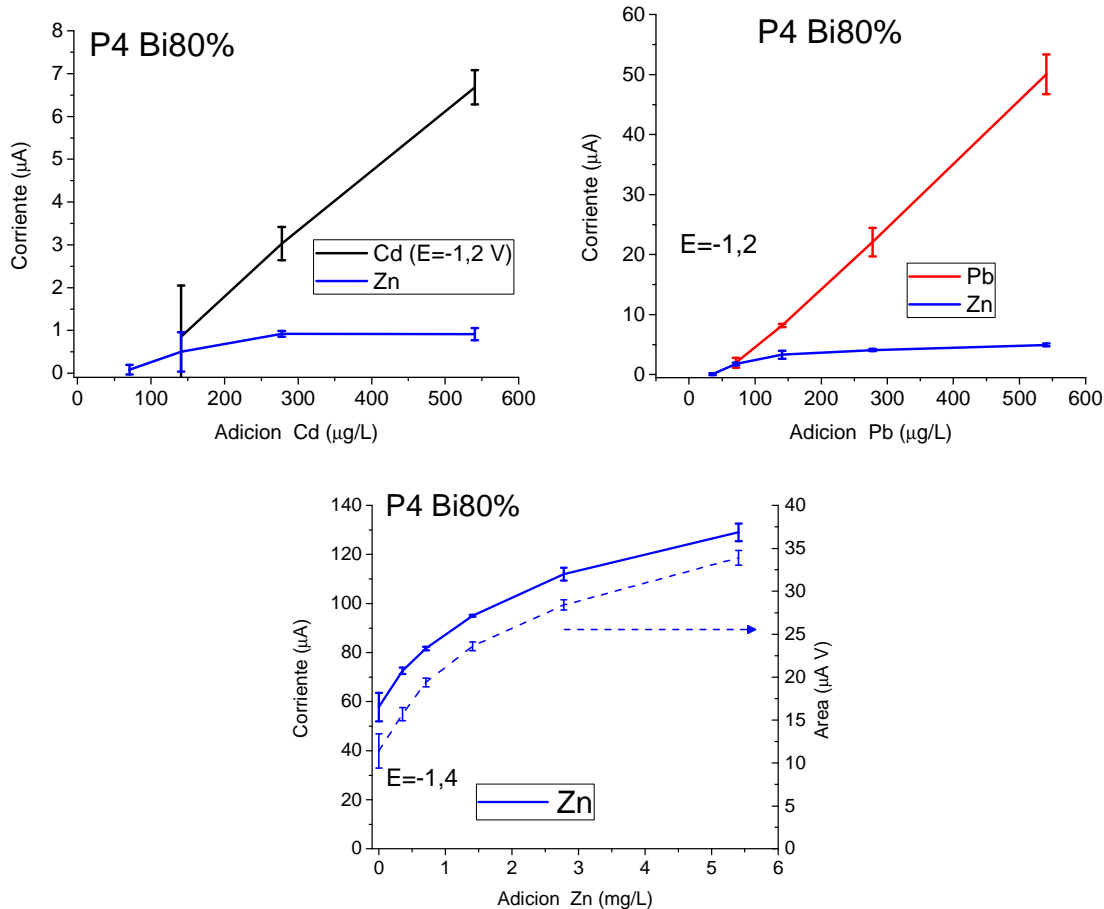 P4 Bi80%
Corriente (μA)
8
7
6
5
4
3
2
1
0
Cd (E=-1,2 V)
Zn
0 100 200 300 400 500 600
Adicion Cd (μg/L)
P4 Bi80%
Corriente (μA)
60
50
40
30
20
10
0
E=-1,2
Pb
Zn
0 100 200 300 400 500 600
Adicion Pb (μg/L)
P4 Bi80%
Corriente (μA)
140
120
100
80
60
40
20
0
E=-1,4
Zn
40
35
30
25
20
15
10
5
0
Area (μA V)
0 1 2 3 4 5 6
Adicion Zn (mg/L)